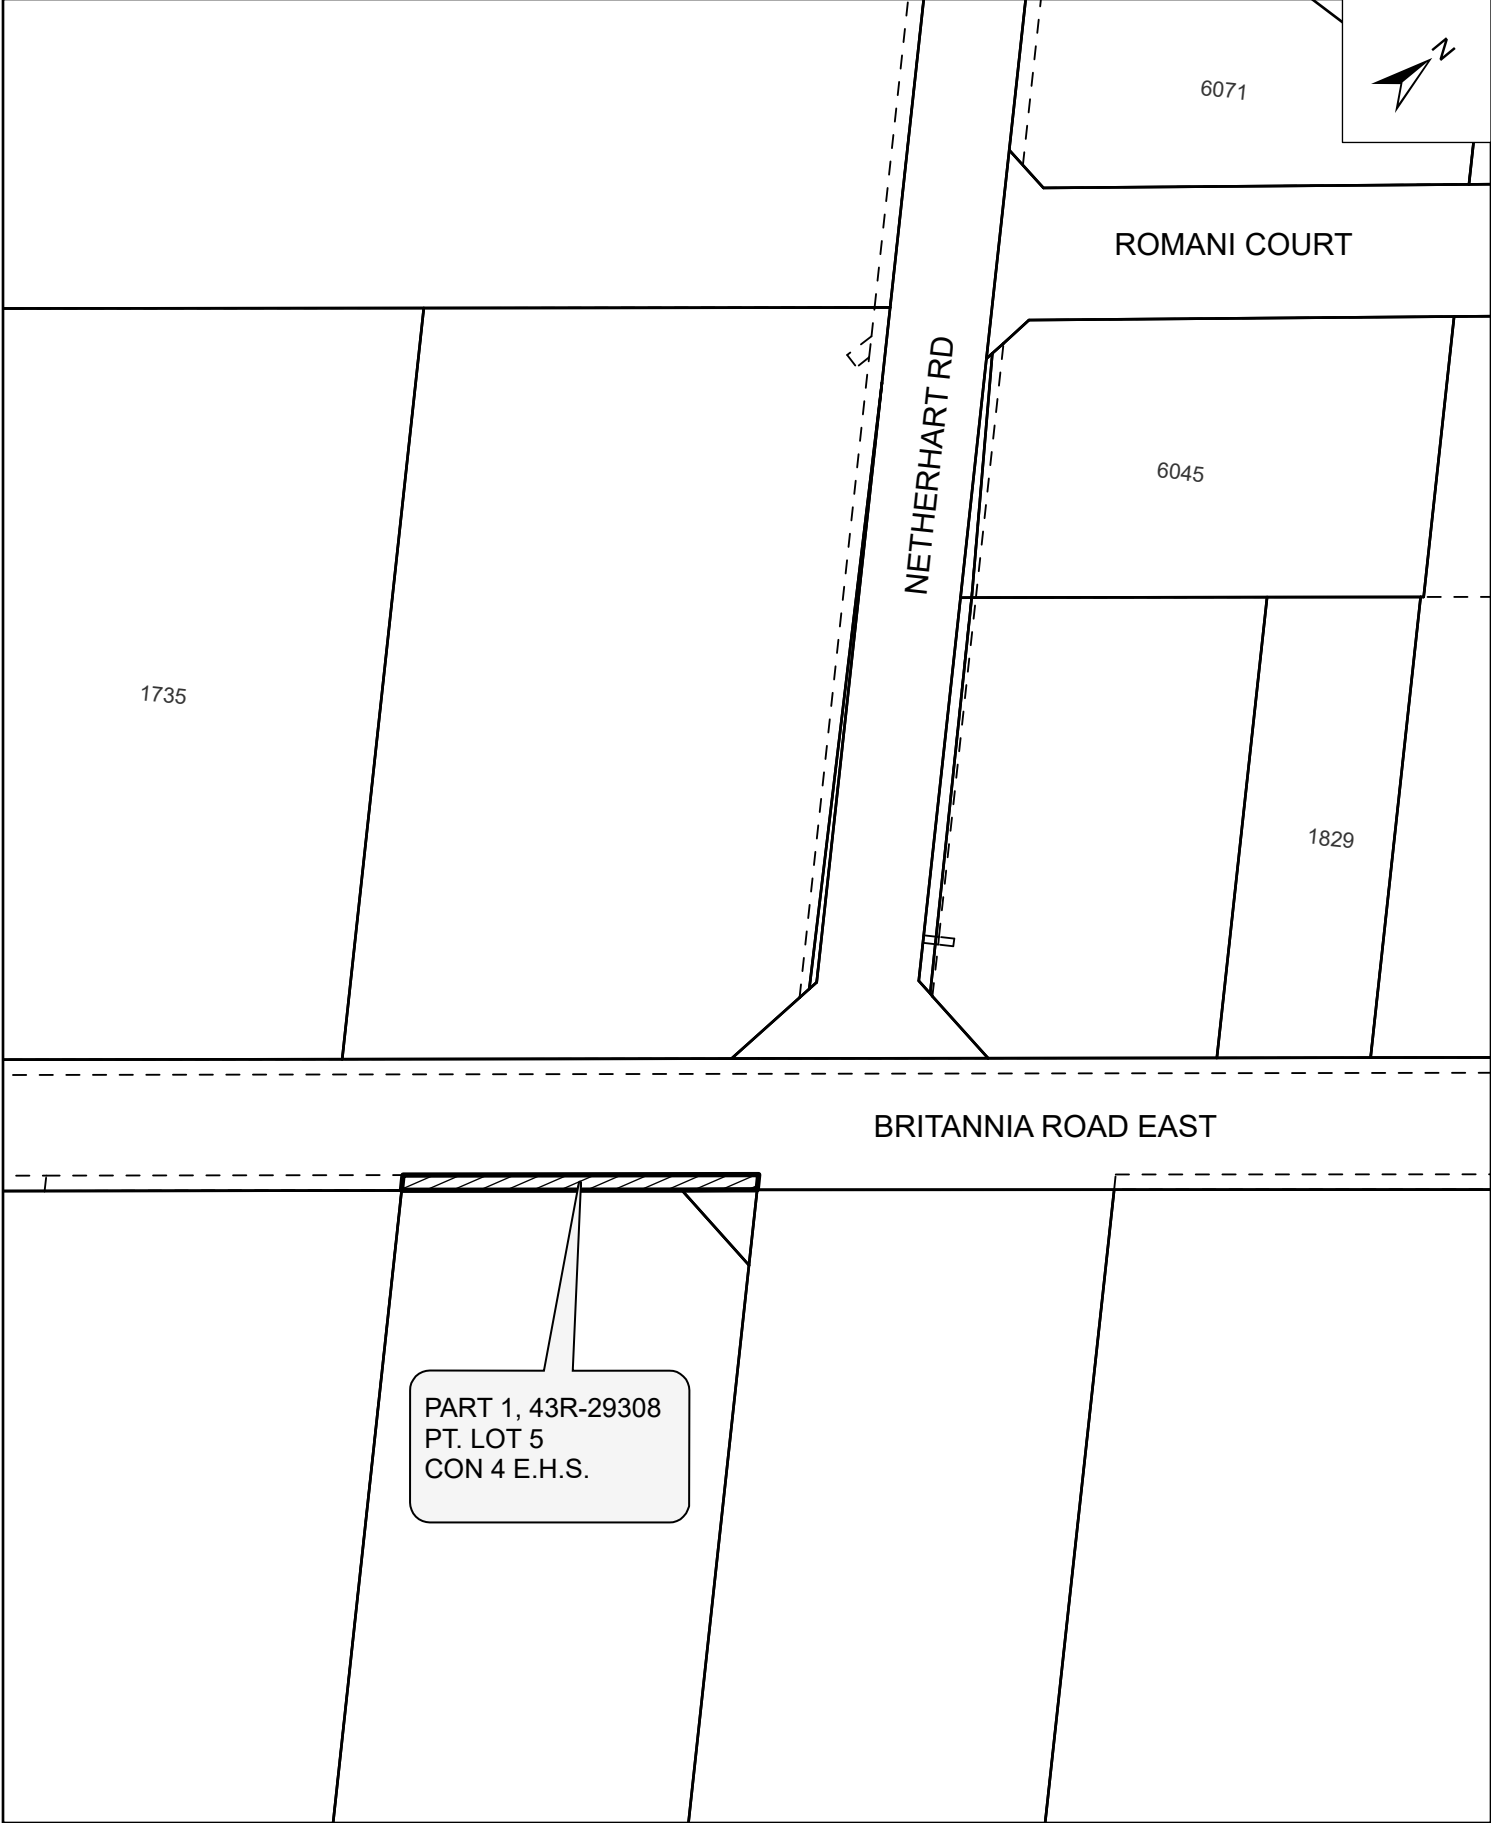 N
6071
ROMANI COURT
NETHERHART RD
6045
1735
1829
BRITANNIA ROAD EAST
PART 1, 43R-29308
PT. LOT 5
CON 4 E.H.S.